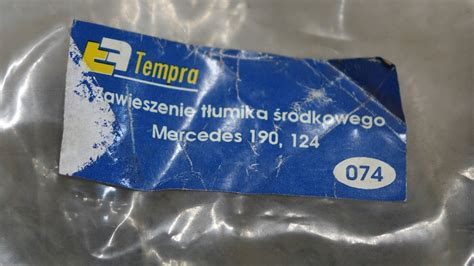 Tempra
Zawieszenie tłumika środkowego
Mercedes 190, 124
074